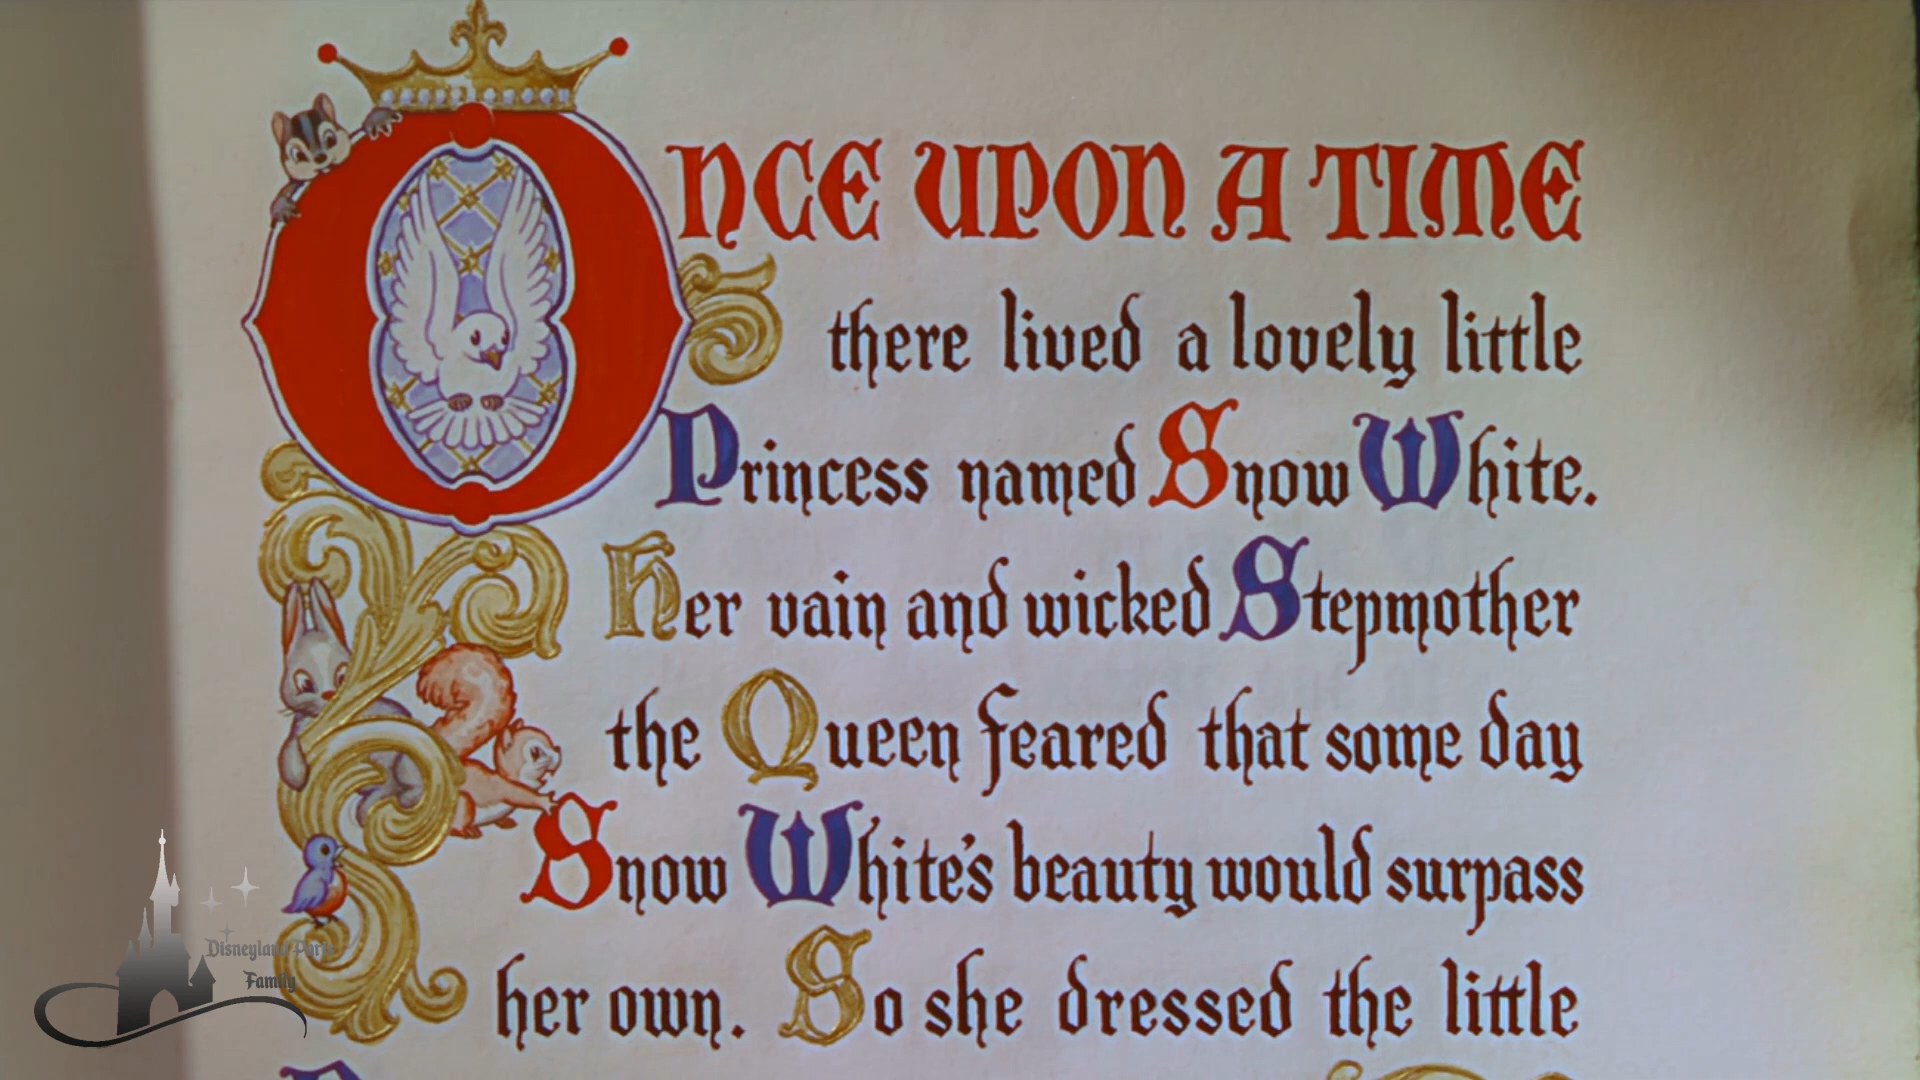 ONCE UPON A TIME
there lived a lovely little
Princess named Snow White.
Her vain and wicked Stepmother
the Queen feared that some day
Snow White's beauty would surpass
her own. So she dressed the little
Disneyland Paris
Family